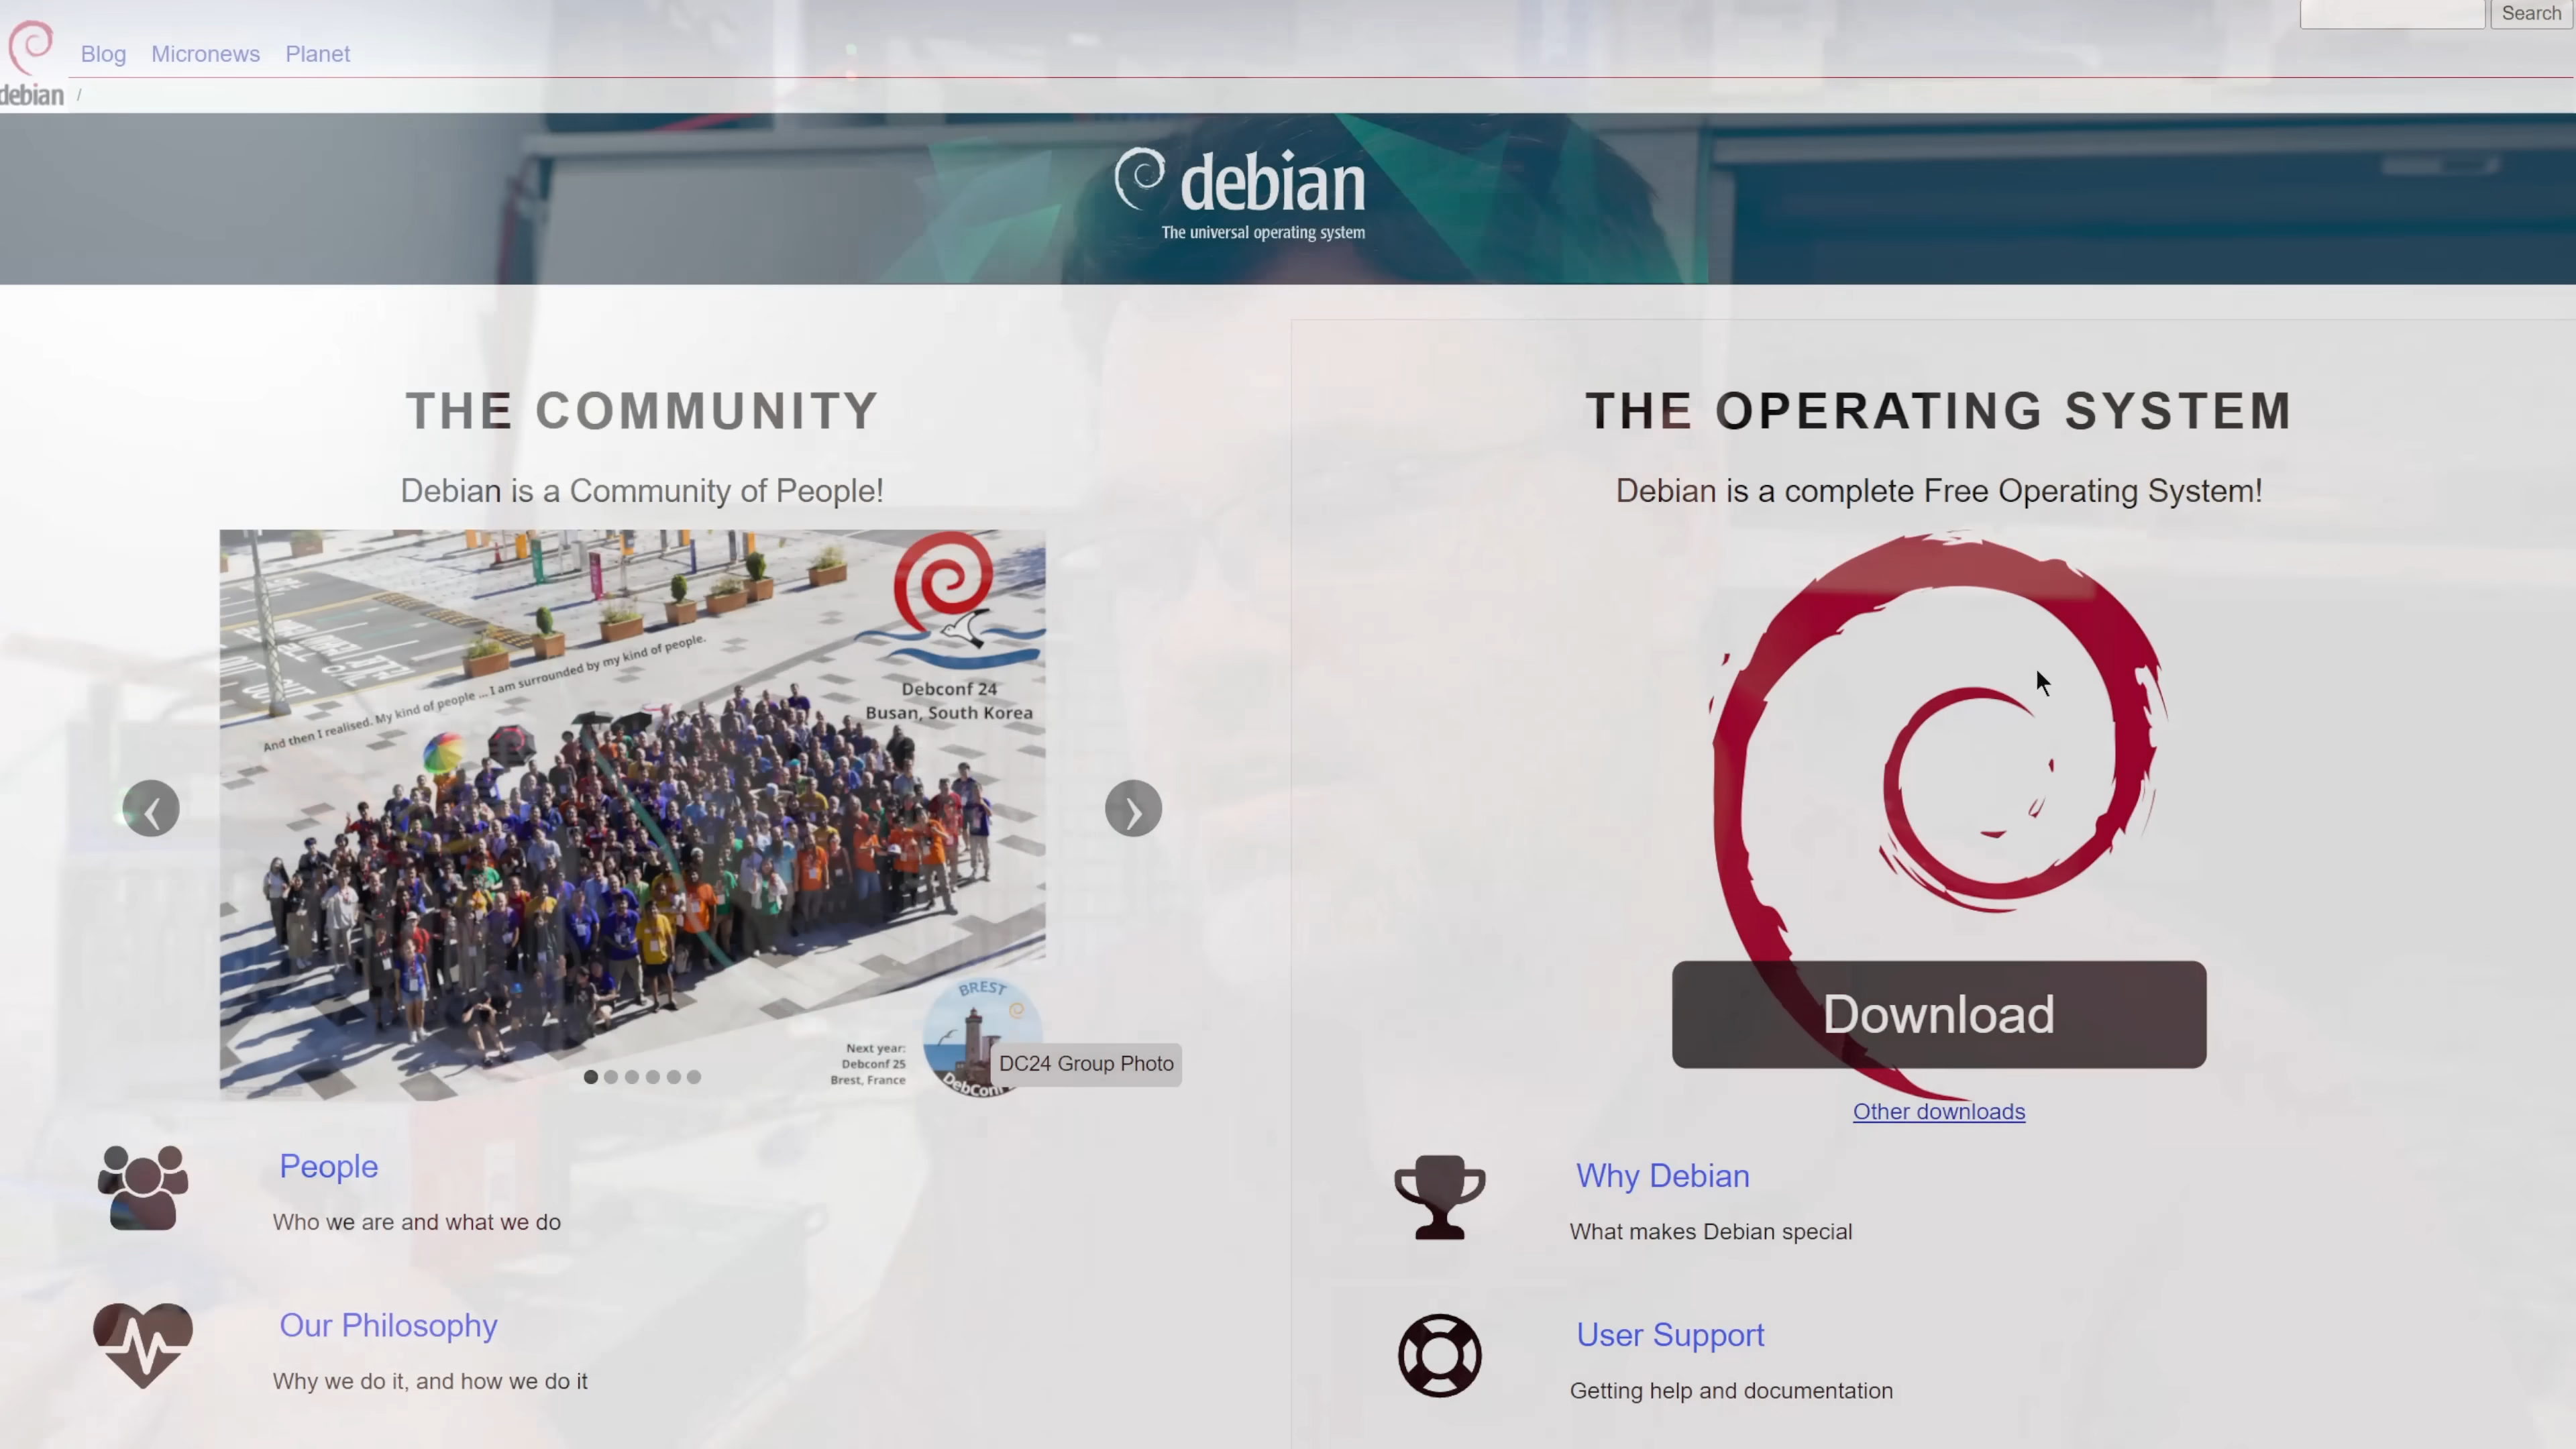 Search
Blog Micronews Planet
debian /
debian
The universal operating system
THE COMMUNITY
Debian is a Community of People!
And then I realised. My kind of people ... I am surrounded by my kind of people.
Debconf 24
Busan, South Korea
BREST
Next year:
Debconf 25
Brest, France
DC24 Group Photo
People
Who we are and what we do
Our Philosophy
Why we do it, and how we do it
THE OPERATING SYSTEM
Debian is a complete Free Operating System!
Download
Other downloads
Why Debian
What makes Debian special
User Support
Getting help and documentation